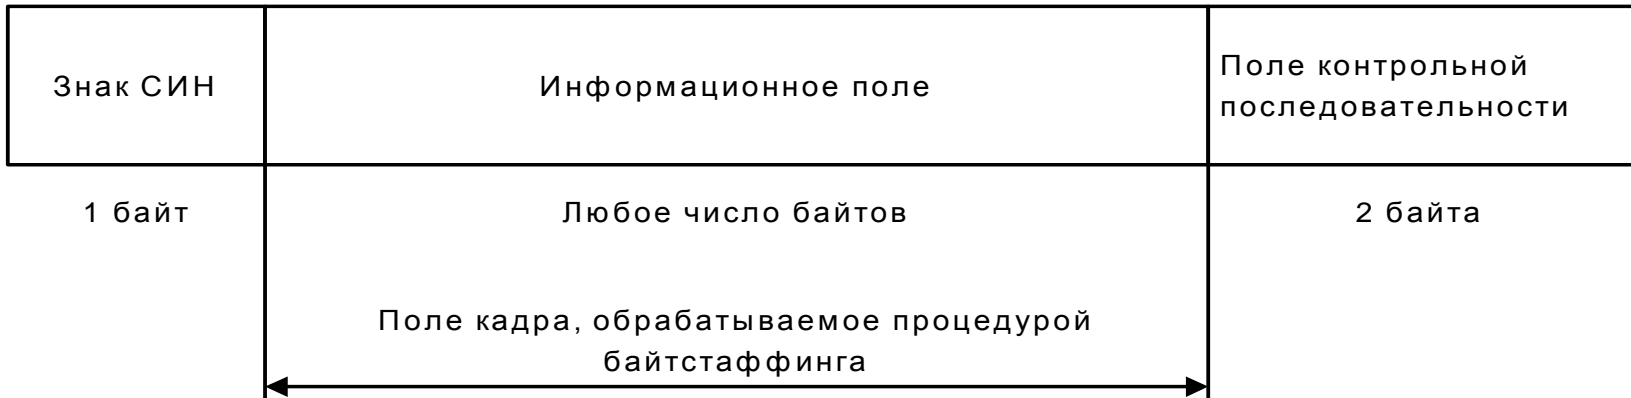 Знак СИН
Информационное поле
Поле контрольной
последовательности
1 байт
Любое число байтов
2 байта
Поле кадра, обрабатываемое процедурой
байтстаффинга